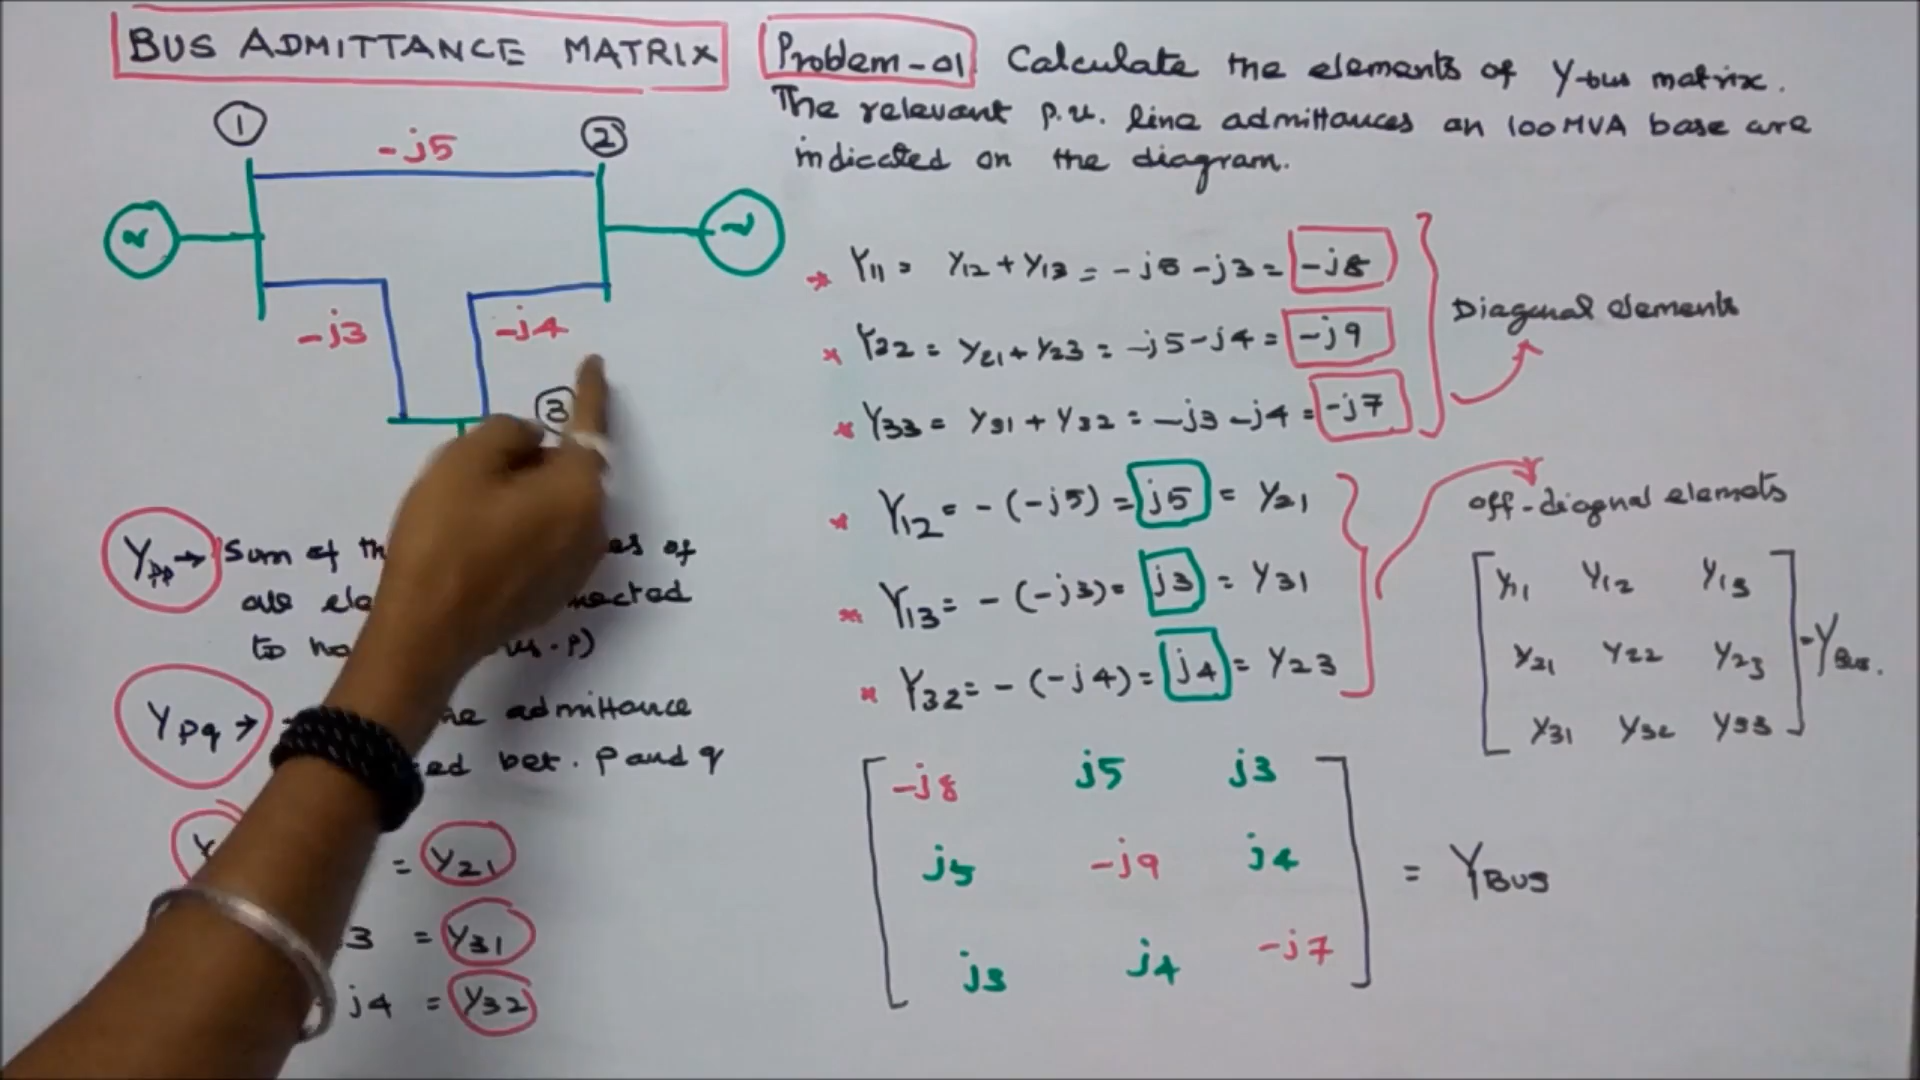 BUS ADMITTANCE MATRIX
Problem-01 Calculate the elements of Y-bus matrix.
The relevant p.u. line admittances on 100MVA base are
indicated on the diagram.
1
2
-j5
-j3
-j4
3
Y11 = Y12 + Y13 = -j5 -j3 = -j8
Y22 = Y21 + Y23 = -j5 -j4 = -j9
Y33 = Y31 + Y32 = -j3 -j4 = -j7
Diagonal elements
Y12 = -(-j5) = j5 = Y21
Y13 = -(-j3) = j3 = Y31
Y32 = -(-j4) = j4 = Y23
off-diagnal elemets
Y11 Y12 Y13
Y21 Y22 Y23 = YBus.
Y31 Y32 Y33
Ypp → Sum of
to
Ypq → admittance
bet. p and q
= Y21
3 = Y31
j4 = Y32
-j8 j5 j3
j5 -j9 j4 = YBUS
j3 j4 -j7